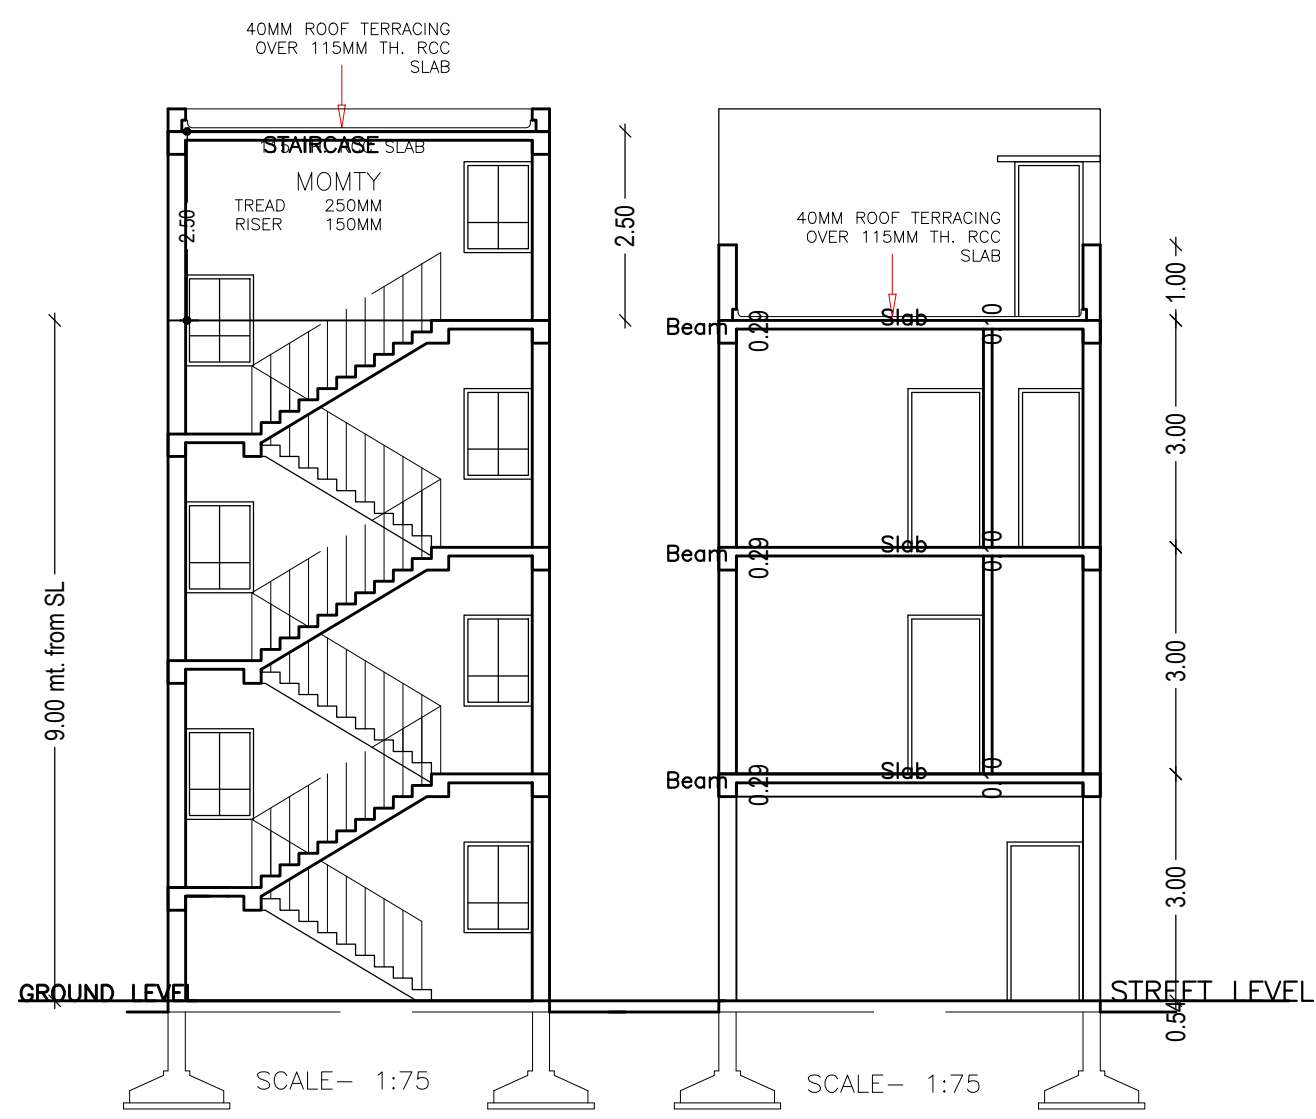 40MM ROOF TERRACING
OVER 115MM TH. RCC
SLAB
STAIRCASE
SLAB
MOMTY
TREAD 250MM
RISER 150MM
2.50
2.50
9.00 mt. from SL
GROUND LEVEL
SCALE- 1:75
40MM ROOF TERRACING
OVER 115MM TH. RCC
SLAB
Beam
0.29
Slab
0.10
Beam
0.29
Slab
0.10
Beam
0.29
Slab
0.10
1.00
3.00
3.00
3.00
STREET LEVEL
0.54
SCALE- 1:75